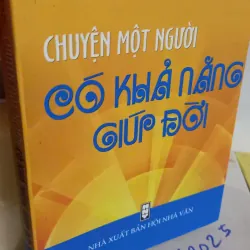 CHUYỆN MỘT NGƯỜI
CÓ KHẢ NĂNG
GIÚP ĐỜI
NHÀ XUẤT BẢN HỘI NHÀ VĂN